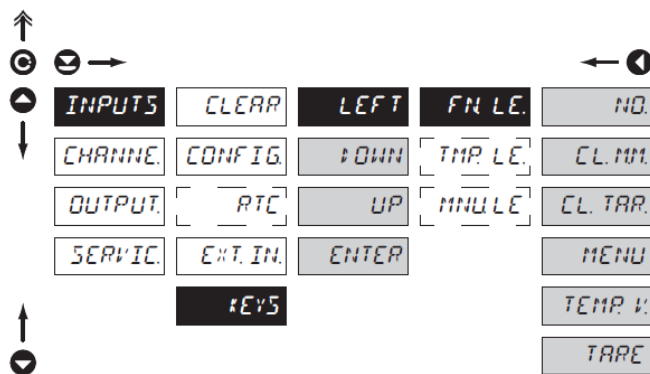 INPUTS CLEAR LEFT FN. LE. NO.
CHANNE. CONFIG. DOWN TMP. LE. CL. MM.
OUTPUT. RTC UP MNU.LE CL. TAR.
SERVIC. EXT. IN. ENTER MENU
KEYS TEMP. V.
TARE